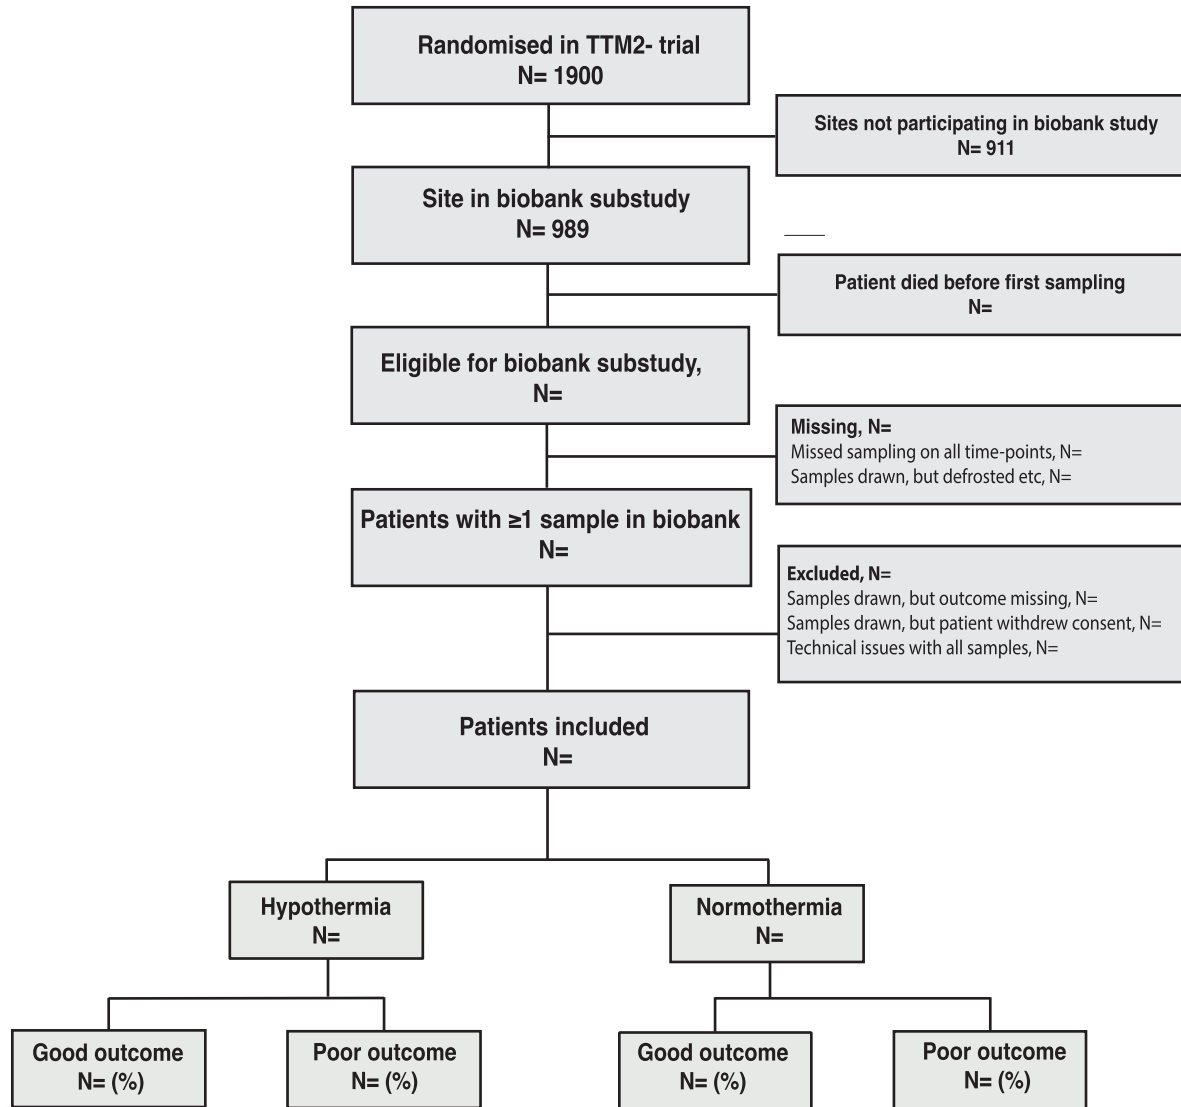 Randomised in TTM2- trial
N= 1900
Sites not participating in biobank study
N= 911
Site in biobank substudy
N= 989
Patient died before first sampling
N=
Eligible for biobank substudy,
N=
Missing, N=
Missed sampling on all time-points, N=
Samples drawn, but defrosted etc, N=
Patients with ≥1 sample in biobank
N=
Excluded, N=
Samples drawn, but outcome missing, N=
Samples drawn, but patient withdrew consent, N=
Technical issues with all samples, N=
Patients included
N=
Hypothermia
N=
Normothermia
N=
Good outcome
N= (%)
Poor outcome
N= (%)
Good outcome
N= (%)
Poor outcome
N= (%)